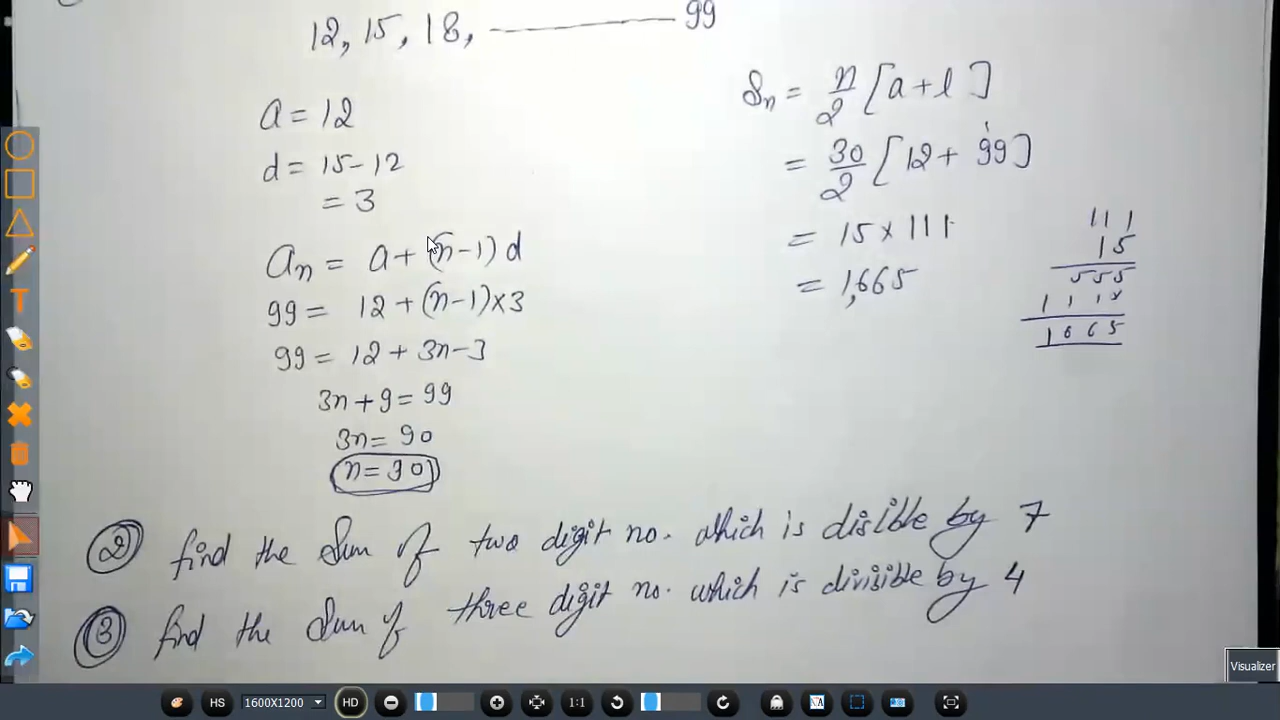 12, 15, 18, ———— 99
a = 12
d = 15 - 12
= 3
an = a + (n-1) d
99 = 12 + (n-1)×3
99 = 12 + 3n - 3
3n + 9 = 99
3n = 90
n = 30
Sn = n/2 [a + l]
= 30/2 [12 + 99]
= 15 × 111
= 1,665
111
15
555
111×
1665
② find the Sum of two digit no. which is disible by 7
③ find the Sum of three digit no. which is divisible by 4
T
Visualizer
HS 1600X1200 HD 1:1